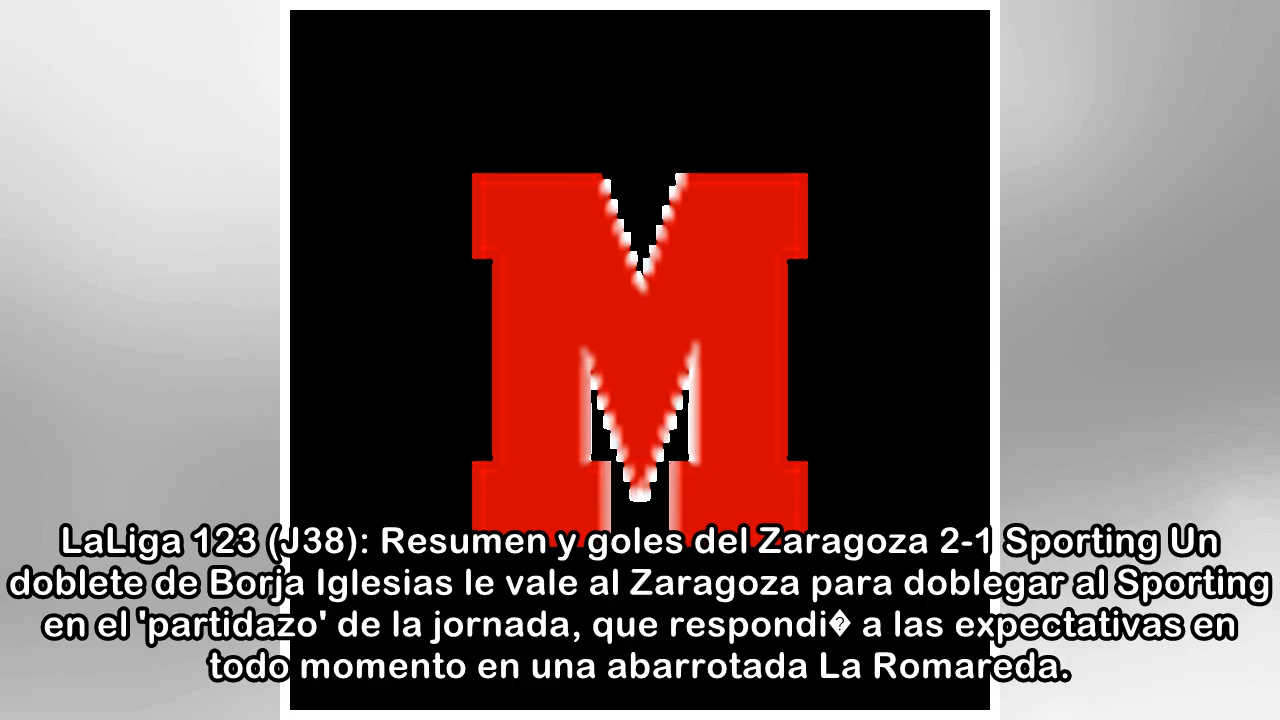 M
LaLiga 123 (J38): Resumen y goles del Zaragoza 2-1 Sporting Un
doblete de Borja Iglesias le vale al Zaragoza para doblegar al Sporting
en el 'partidazo' de la jornada, que respondi� a las expectativas en
todo momento en una abarrotada La Romareda.